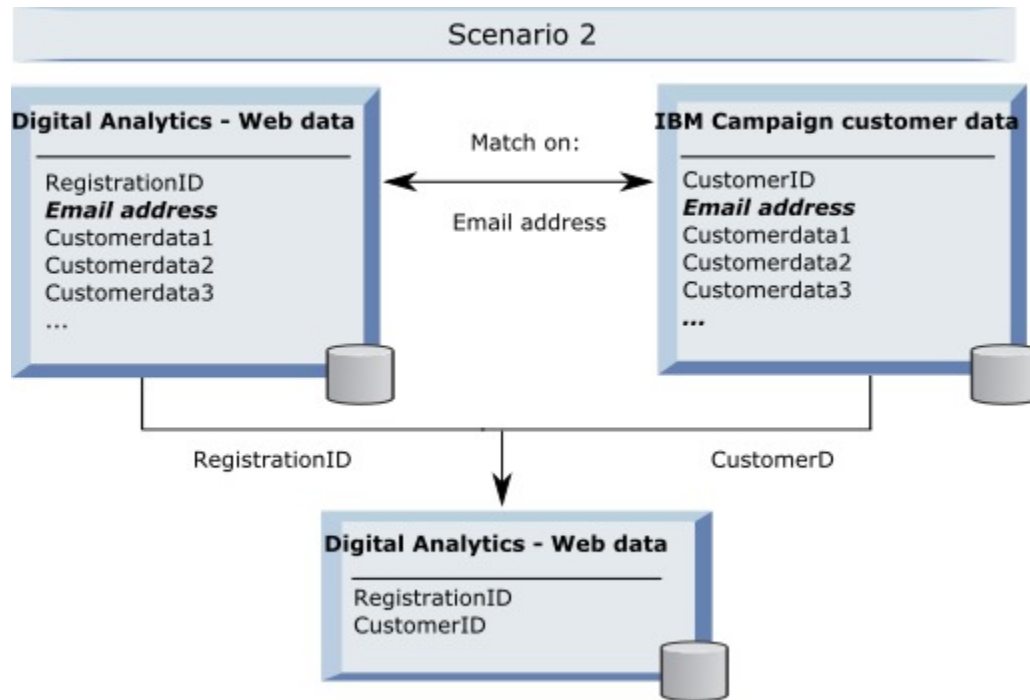 Scenario 2
Digital Analytics - Web data
RegistrationID
Email address
Customerdata1
Customerdata2
Customerdata3
...
Match on:
Email address
IBM Campaign customer data
CustomerID
Email address
Customerdata1
Customerdata2
Customerdata3
...
RegistrationID
CustomerD
Digital Analytics - Web data
RegistrationID
CustomerID